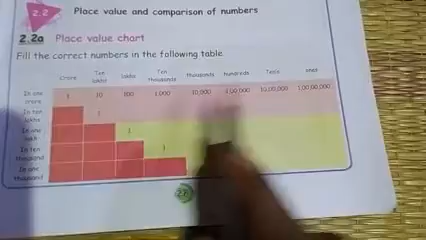 2.2 Place value and comparison of numbers
2.2a Place value chart
Fill the correct numbers in the following table
Crore Ten lakhs lakhs Ten thousands thousands hundreds Tens ones
In one crore 1 10 100 1,000 10,000 1,00,000 10,00,000 1,00,00,000
In ten lakhs 1
In one lakh 1
In ten thousand 1
In one thousand